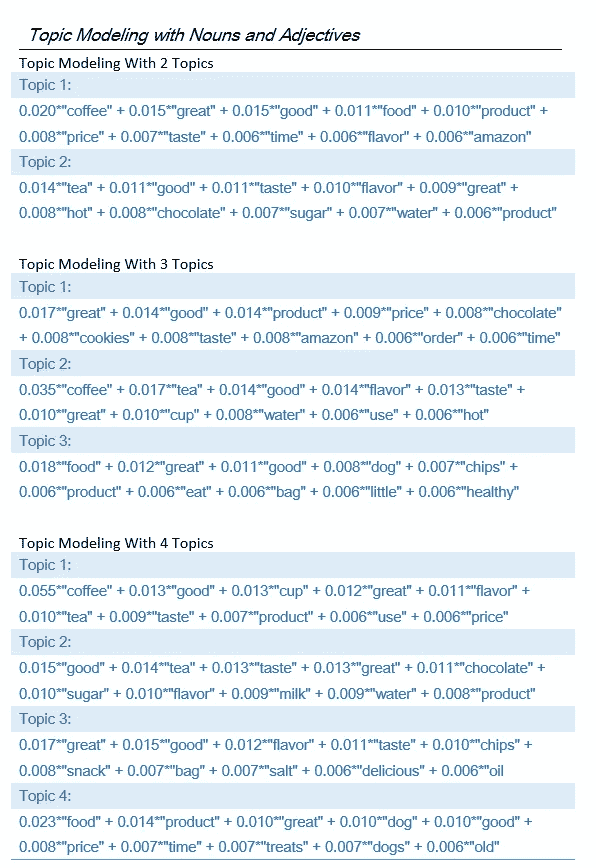 Topic Modeling with Nouns and Adjectives
Topic Modeling With 2 Topics
Topic 1:
0.020*"coffee" + 0.015*"great" + 0.015*"good" + 0.011*"food" + 0.010*"product" +
0.008*"price" + 0.007*"taste" + 0.006*"time" + 0.006*"flavor" + 0.006*"amazon"
Topic 2:
0.014*"tea" + 0.011*"good" + 0.011*"taste" + 0.010*"flavor" + 0.009*"great" +
0.008*"hot" + 0.008*"chocolate" + 0.007*"sugar" + 0.007*"water" + 0.006*"product"
Topic Modeling With 3 Topics
Topic 1:
0.017*"great" + 0.014*"good" + 0.014*"product" + 0.009*"price" + 0.008*"chocolate"
+ 0.008*"cookies" + 0.008*"taste" + 0.008*"amazon" + 0.006*"order" + 0.006*"time"
Topic 2:
0.035*"coffee" + 0.017*"tea" + 0.014*"good" + 0.014*"flavor" + 0.013*"taste" +
0.010*"great" + 0.010*"cup" + 0.008*"water" + 0.006*"use" + 0.006*"hot"
Topic 3:
0.018*"food" + 0.012*"great" + 0.011*"good" + 0.008*"dog" + 0.007*"chips" +
0.006*"product" + 0.006*"eat" + 0.006*"bag" + 0.006*"little" + 0.006*"healthy"
Topic Modeling With 4 Topics
Topic 1:
0.055*"coffee" + 0.013*"good" + 0.013*"cup" + 0.012*"great" + 0.011*"flavor" +
0.010*"tea" + 0.009*"taste" + 0.007*"product" + 0.006*"use" + 0.006*"price"
Topic 2:
0.015*"good" + 0.014*"tea" + 0.013*"taste" + 0.013*"great" + 0.011*"chocolate" +
0.010*"sugar" + 0.010*"flavor" + 0.009*"milk" + 0.009*"water" + 0.008*"product"
Topic 3:
0.017*"great" + 0.015*"good" + 0.012*"flavor" + 0.011*"taste" + 0.010*"chips" +
0.008*"snack" + 0.007*"bag" + 0.007*"salt" + 0.006*"delicious" + 0.006*"oil
Topic 4:
0.023*"food" + 0.014*"product" + 0.010*"great" + 0.010*"dog" + 0.010*"good" +
0.008*"price" + 0.007*"time" + 0.007*"treats" + 0.007*"dogs" + 0.006*"old"